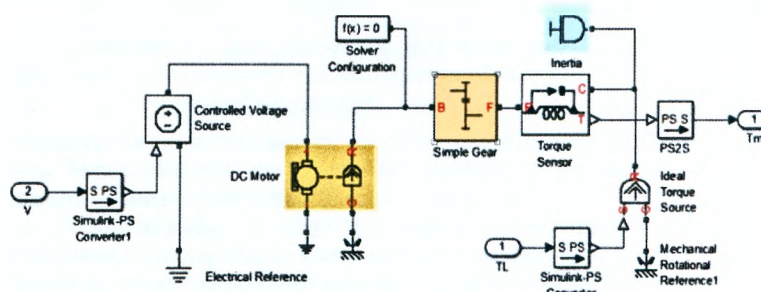 f(x) = 0
Solver
Configuration
Inertia
Controlled Voltage
Source
B
F
R
C
T
Simple Gear
Torque
Sensor
PS S
PS2S
1
Tm
DC Motor
Ideal
Torque
Source
2
V
S PS
Simulink-PS
Converter1
Electrical Reference
1
TL
S PS
Simulink-PS
Mechanical
Rotational
Reference1